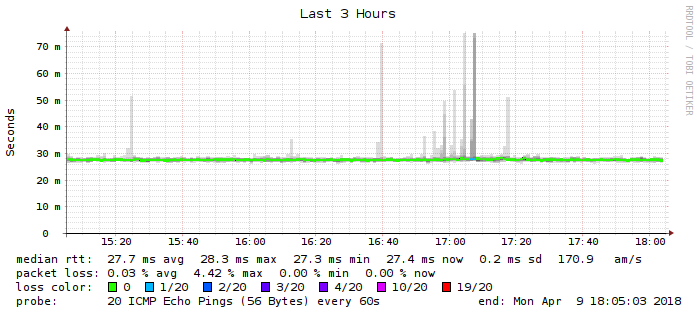 Last 3 Hours
RRDTOOL / TOBI OETIKER
Seconds
70 m
60 m
50 m
40 m
30 m
20 m
10 m
0
15:20 15:40 16:00 16:20 16:40 17:00 17:20 17:40 18:00
median rtt: 27.7 ms avg 28.3 ms max 27.3 ms min 27.4 ms now 0.2 ms sd 170.9 am/s
packet loss: 0.03 % avg 4.42 % max 0.00 % min 0.00 % now
loss color: 0 1/20 2/20 3/20 4/20 10/20 19/20
probe: 20 ICMP Echo Pings (56 Bytes) every 60s end: Mon Apr 9 18:05:03 2018